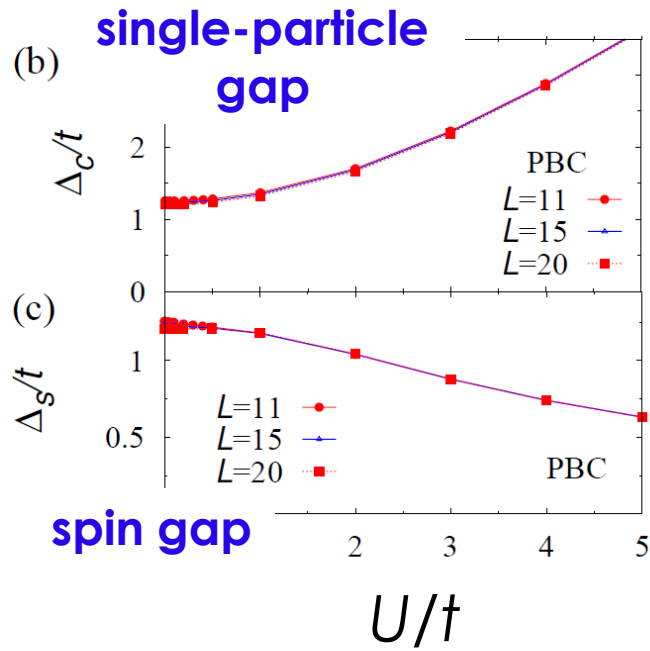 single-particle
gap
(b)
Δc/t
2
1
0
PBC
L=11
L=15
L=20
(c)
Δs/t
1
0.5
L=11
L=15
L=20
PBC
spin gap
2 3 4 5
U/t